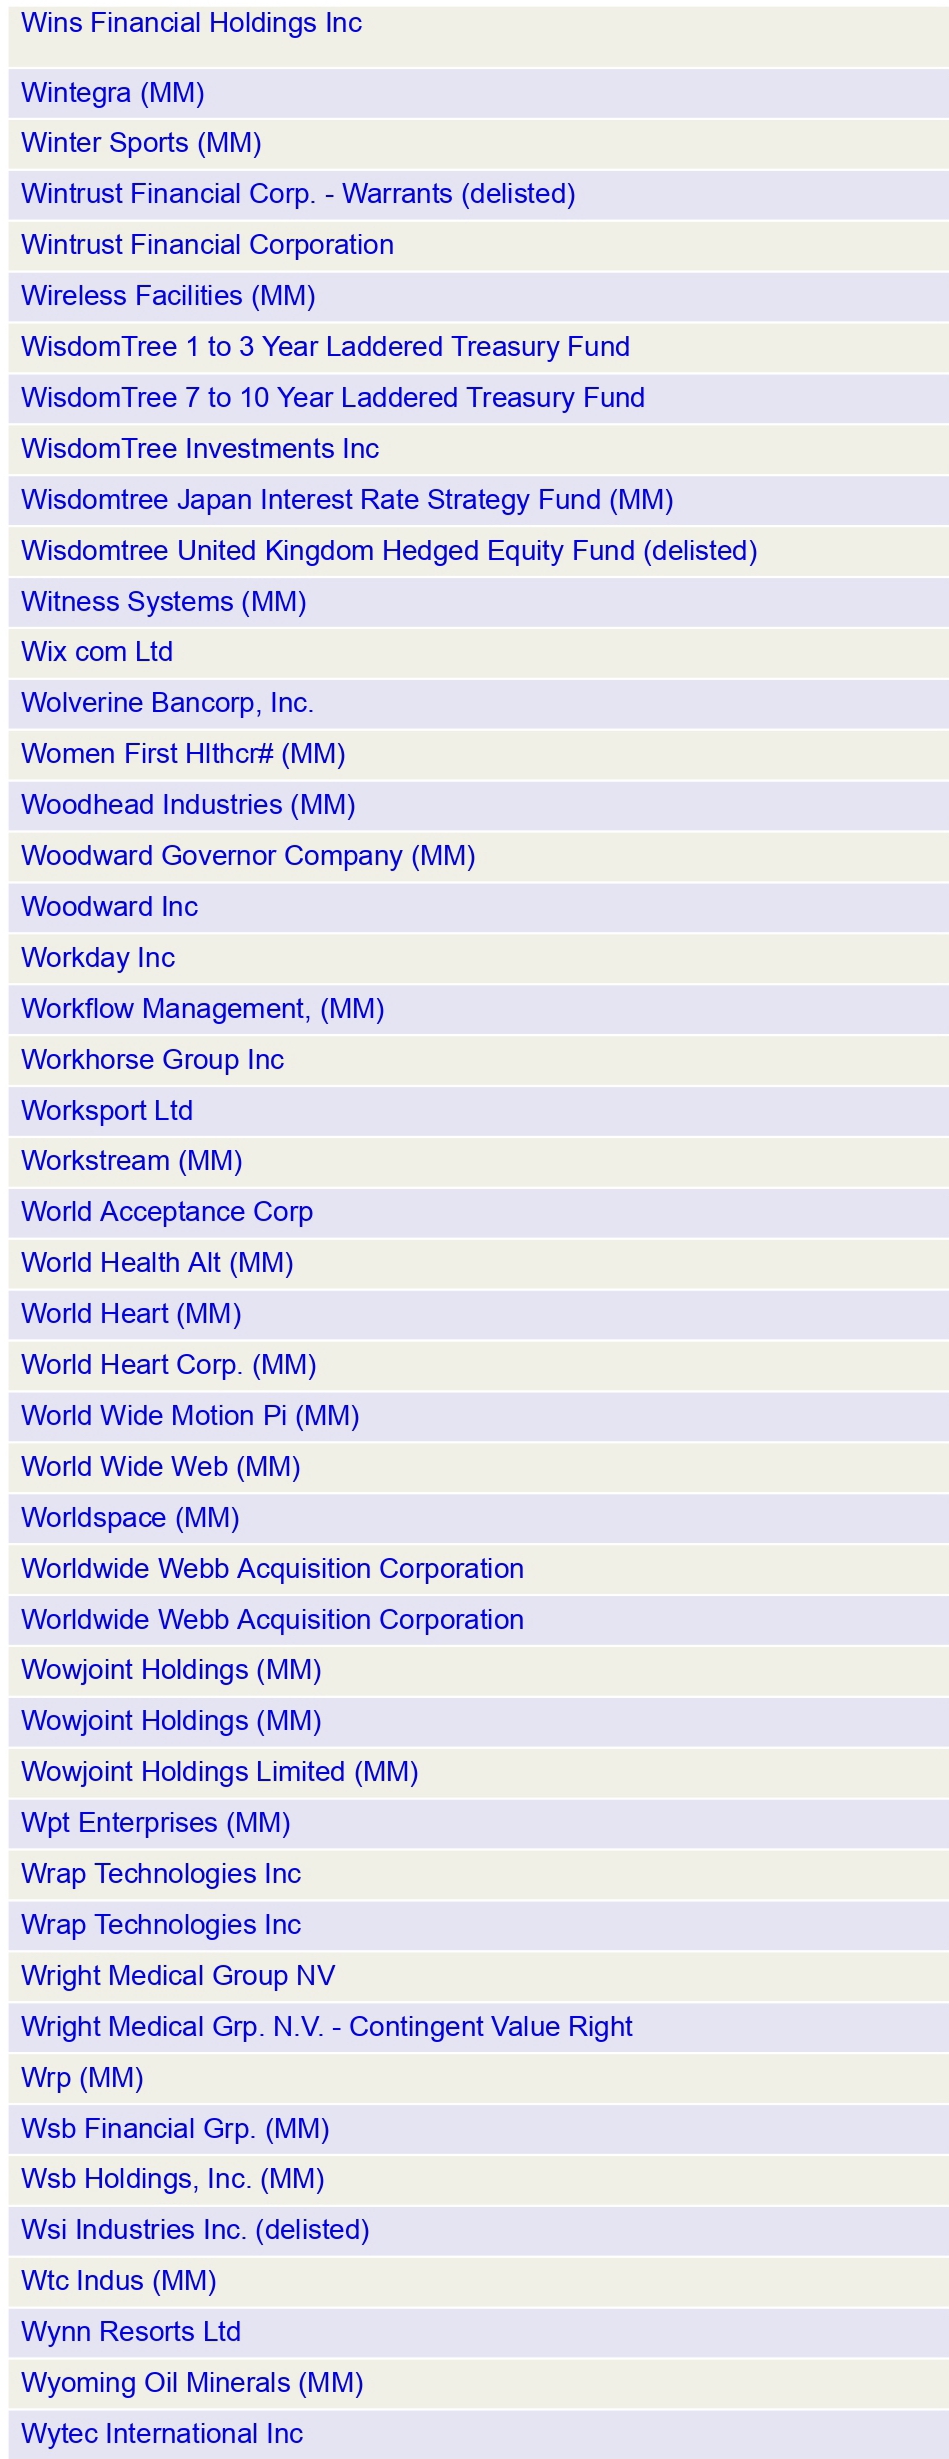 Wins Financial Holdings Inc
Wintegra (MM)
Winter Sports (MM)
Wintrust Financial Corp. - Warrants (delisted)
Wintrust Financial Corporation
Wireless Facilities (MM)
WisdomTree 1 to 3 Year Laddered Treasury Fund
WisdomTree 7 to 10 Year Laddered Treasury Fund
WisdomTree Investments Inc
Wisdomtree Japan Interest Rate Strategy Fund (MM)
Wisdomtree United Kingdom Hedged Equity Fund (delisted)
Witness Systems (MM)
Wix com Ltd
Wolverine Bancorp, Inc.
Women First Hlthcr# (MM)
Woodhead Industries (MM)
Woodward Governor Company (MM)
Woodward Inc
Workday Inc
Workflow Management, (MM)
Workhorse Group Inc
Worksport Ltd
Workstream (MM)
World Acceptance Corp
World Health Alt (MM)
World Heart (MM)
World Heart Corp. (MM)
World Wide Motion Pi (MM)
World Wide Web (MM)
Worldspace (MM)
Worldwide Webb Acquisition Corporation
Worldwide Webb Acquisition Corporation
Wowjoint Holdings (MM)
Wowjoint Holdings (MM)
Wowjoint Holdings Limited (MM)
Wpt Enterprises (MM)
Wrap Technologies Inc
Wrap Technologies Inc
Wright Medical Group NV
Wright Medical Grp. N.V. - Contingent Value Right
Wrp (MM)
Wsb Financial Grp. (MM)
Wsb Holdings, Inc. (MM)
Wsi Industries Inc. (delisted)
Wtc Indus (MM)
Wynn Resorts Ltd
Wyoming Oil Minerals (MM)
Wytec International Inc